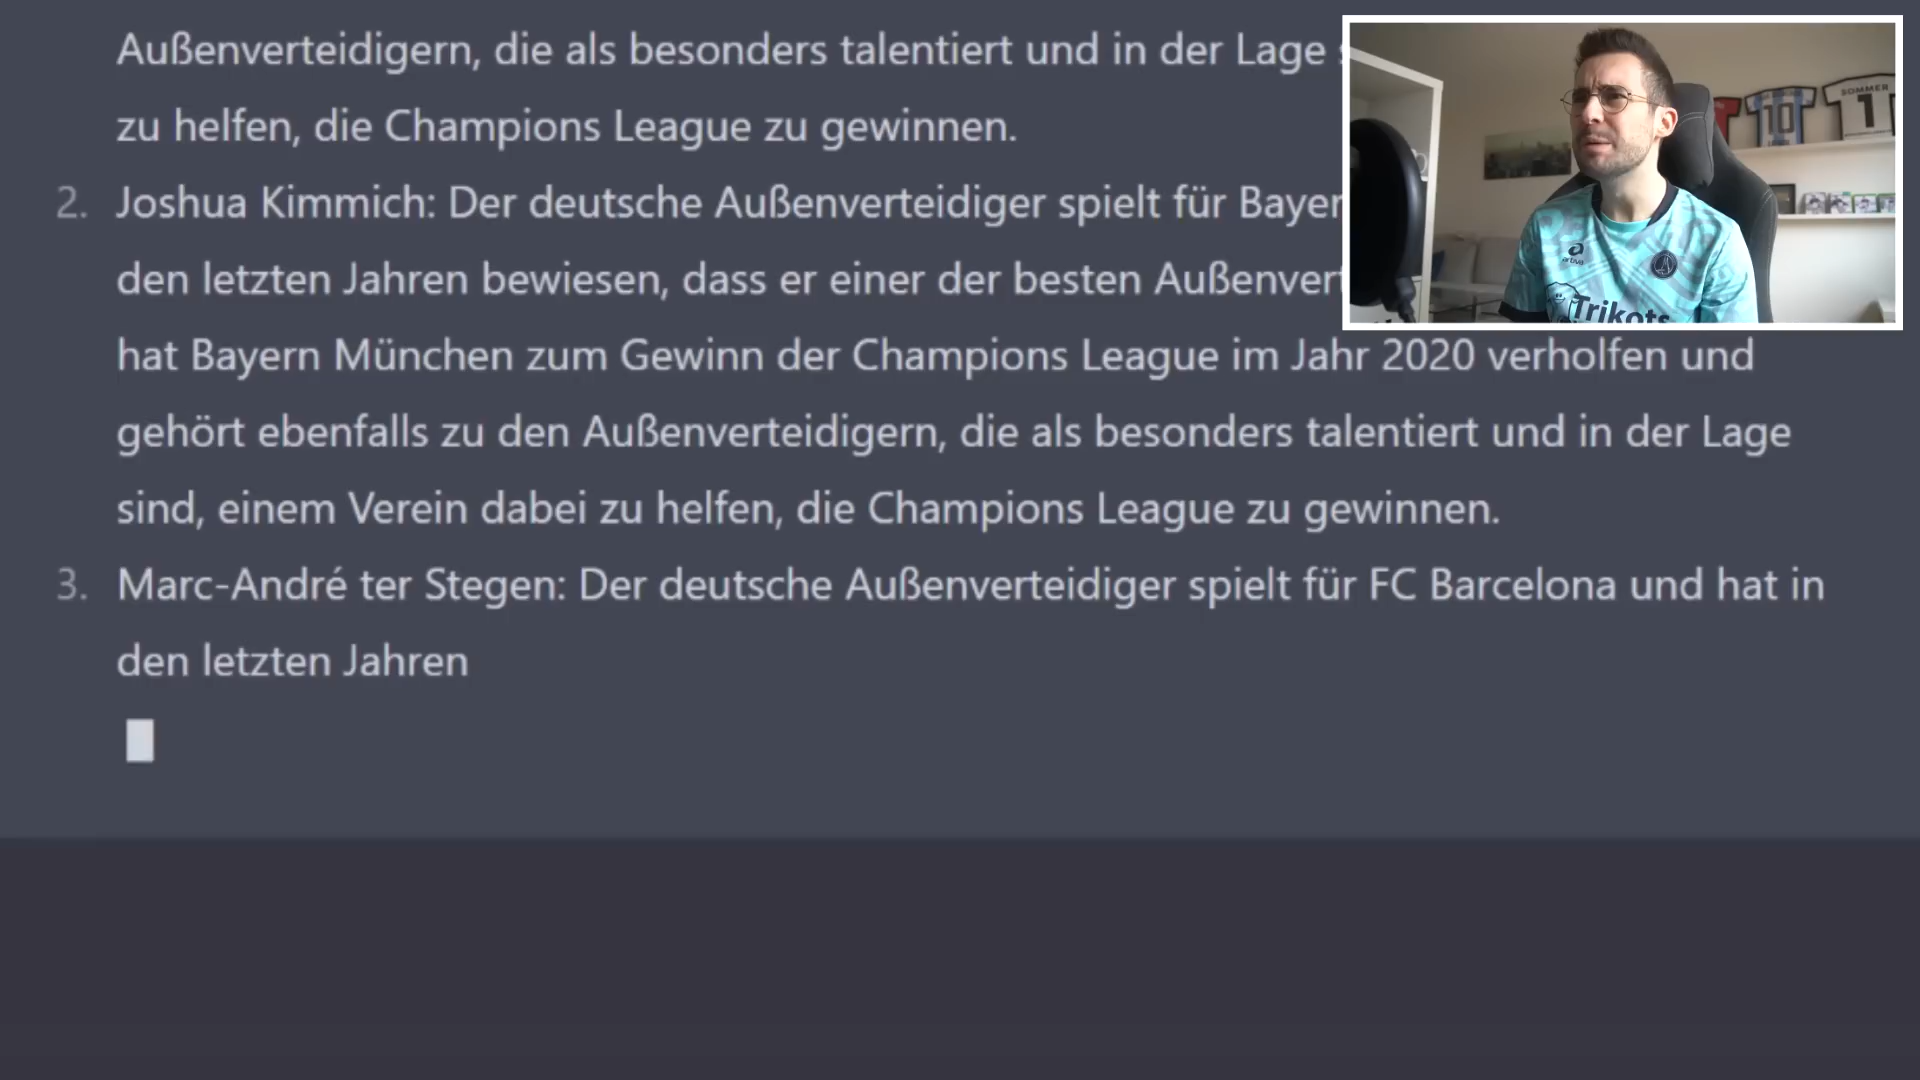 Außenverteidigern, die als besonders talentiert und in der Lage
zu helfen, die Champions League zu gewinnen.
2. Joshua Kimmich: Der deutsche Außenverteidiger spielt für Bayer
den letzten Jahren bewiesen, dass er einer der besten Außenvert
hat Bayern München zum Gewinn der Champions League im Jahr 2020 verholfen und
gehört ebenfalls zu den Außenverteidigern, die als besonders talentiert und in der Lage
sind, einem Verein dabei zu helfen, die Champions League zu gewinnen.
3. Marc-André ter Stegen: Der deutsche Außenverteidiger spielt für FC Barcelona und hat in
den letzten Jahren
10
SOMMER
1
Trikots